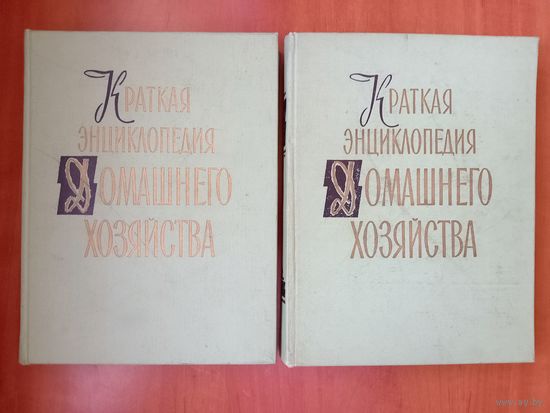 Краткая
энциклопедия
Домашнего
хозяйства
Краткая
энциклопедия
Домашнего
хозяйства